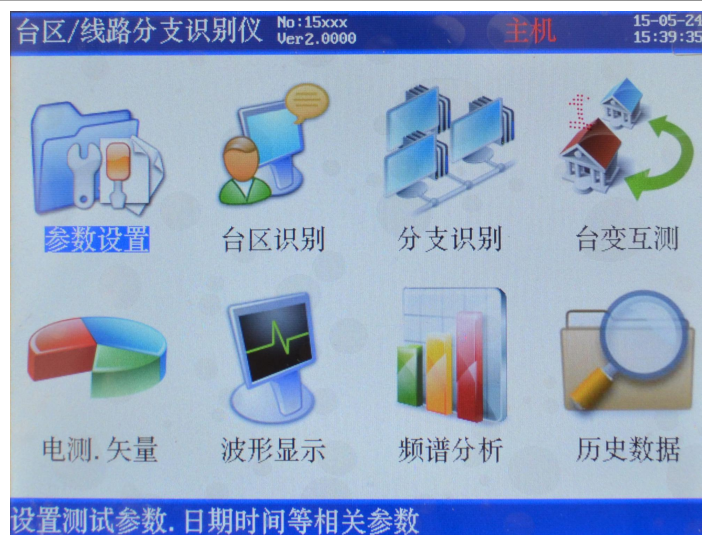 台区/线路分支识别仪 No:15xxx 主机 15-05-24
Ver2.0000 15:39:35
参数设置 台区识别 分支识别 台变互测
电测.矢量 波形显示 频谱分析 历史数据
设置测试参数.日期时间等相关参数